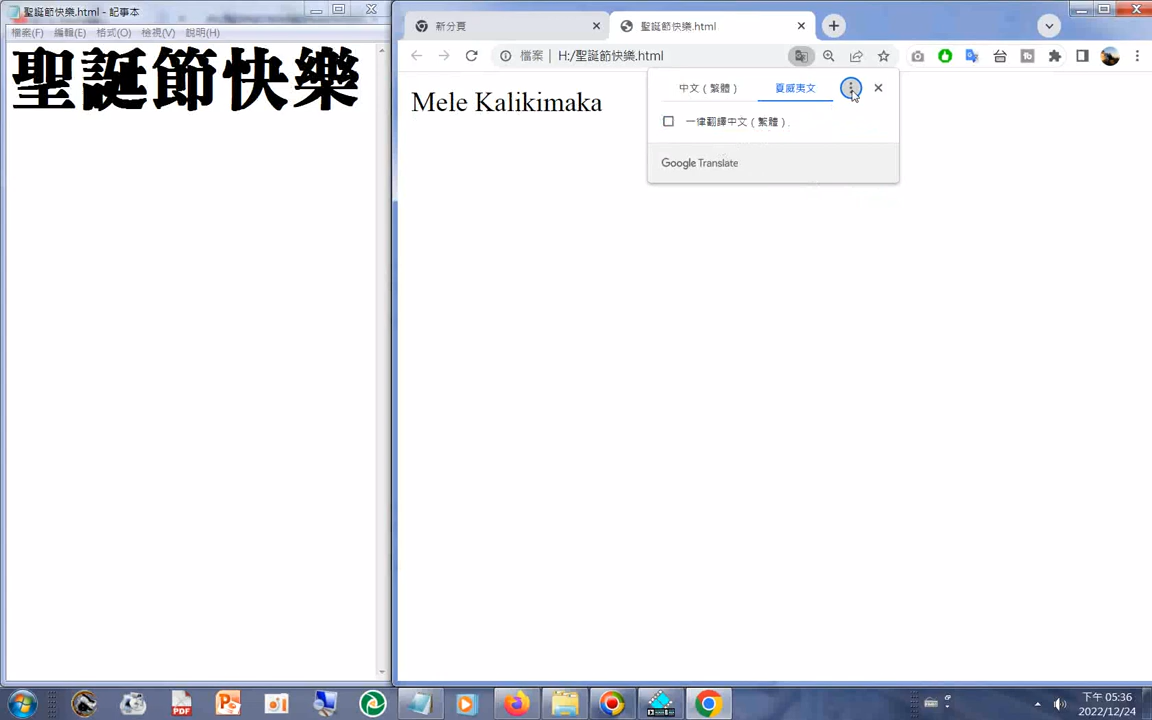 聖誕節快樂.html - 記事本
檔案(F) 編輯(E) 格式(O) 檢視(V) 說明(H)
聖誕節快樂
新分頁
聖誕節快樂.html
檔案 H:/聖誕節快樂.html
中文（繁體） 夏威夷文
一律翻譯中文（繁體）.
Google Translate
Mele Kalikimaka
下午 05:36
2022/12/24